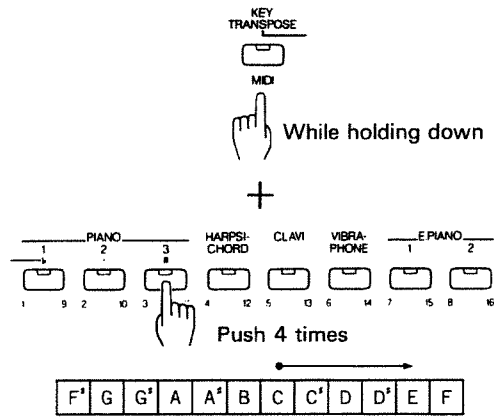 KEY
TRANSPOSE
MIDI
While holding down
+
PIANO HARPSI- CLAVI VIBRA- E.PIANO
1 2 3 CHORD PHONE 1 2
1 9 2 10 3 4 12 5 13 6 14 7 15 8 16
Push 4 times
F♯ G G♯ A A♯ B C C♯ D D♯ E F